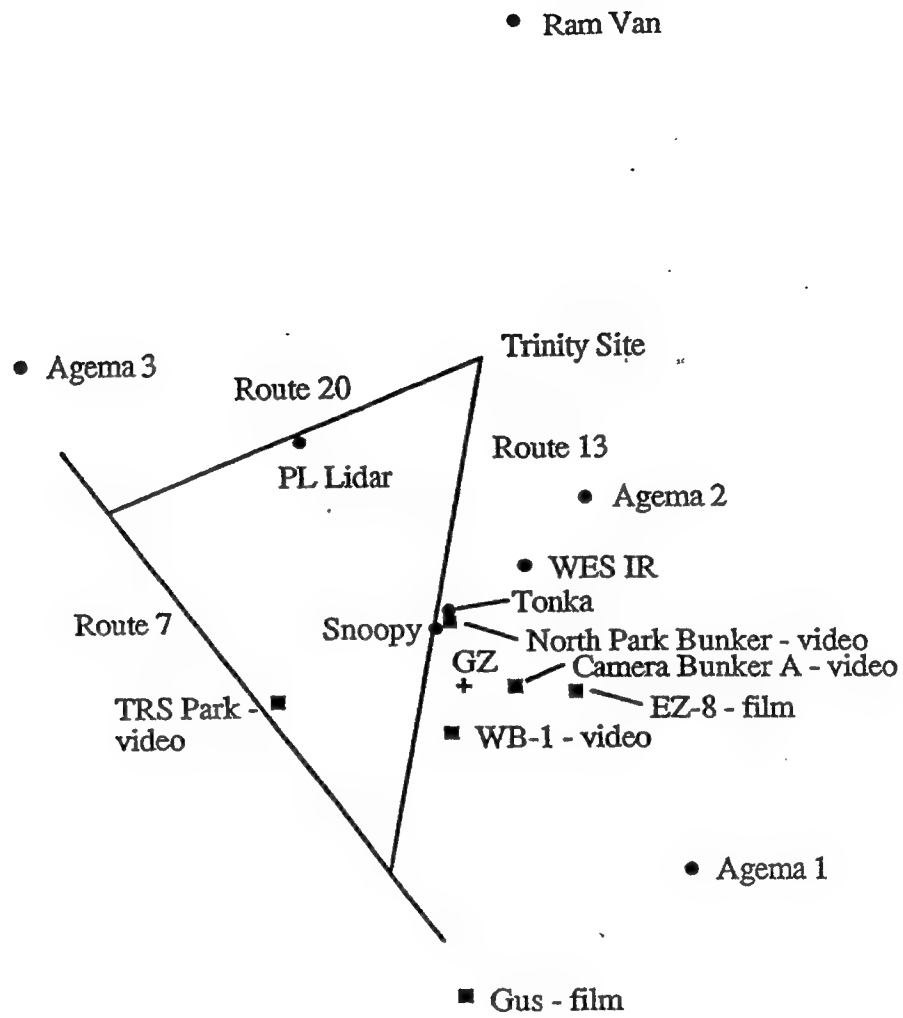 Ram Van
Trinity Site
Agema 3
Route 20
Route 13
PL Lidar
Agema 2
WES IR
Tonka
Route 7
Snoopy
North Park Bunker - video
GZ
Camera Bunker A - video
TRS Park -
video
EZ-8 - film
WB-1 - video
Agema 1
Gus - film